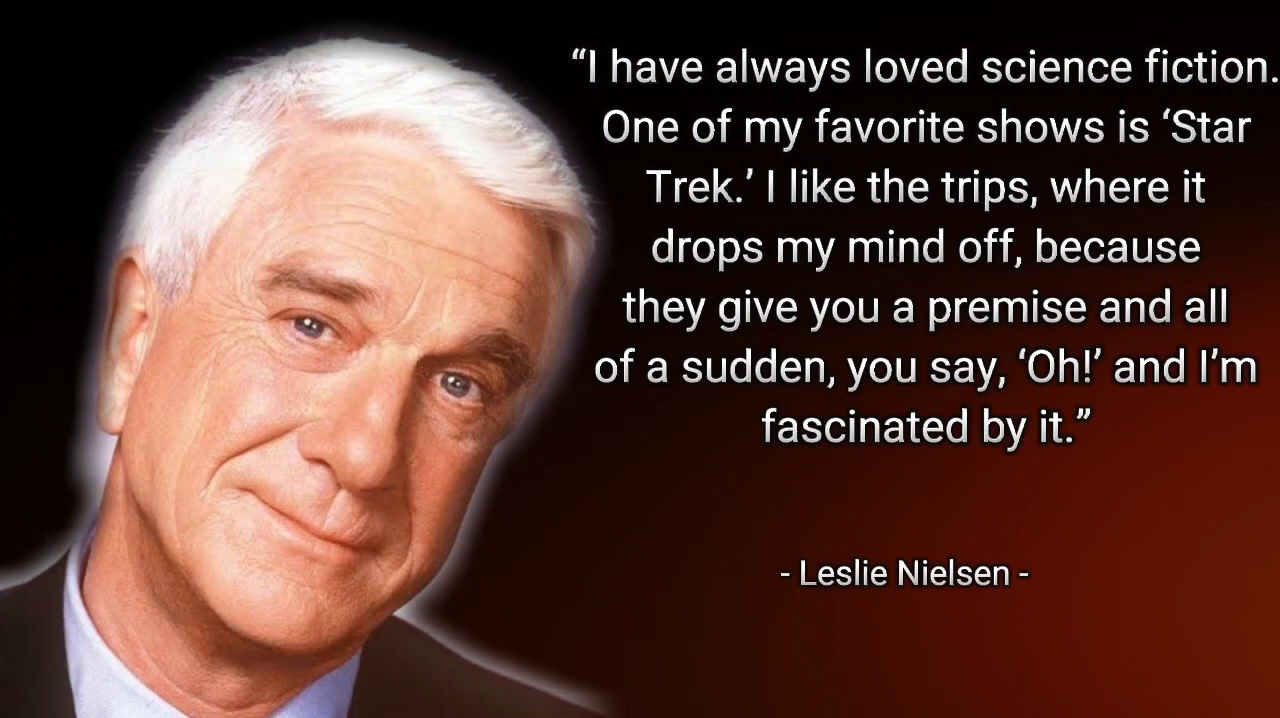 “I have always loved science fiction.
One of my favorite shows is ‘Star
Trek.’ I like the trips, where it
drops my mind off, because
they give you a premise and all
of a sudden, you say, ‘Oh!’ and I’m
fascinated by it.”
- Leslie Nielsen -